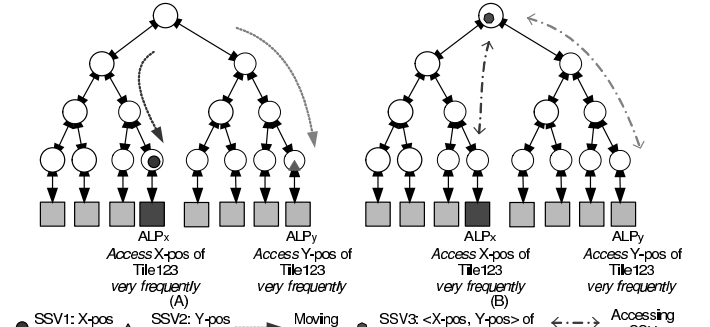 ALPx
Access X-pos of
Tile123
very frequently
(A)
ALPy
Access Y-pos of
Tile123
very frequently
ALPx
Access X-pos of
Tile123
very frequently
(B)
ALPy
Access Y-pos of
Tile123
very frequently
SSV1: X-pos
SSV2: Y-pos
Moving
SSV3: <X-pos, Y-pos> of
Accessing